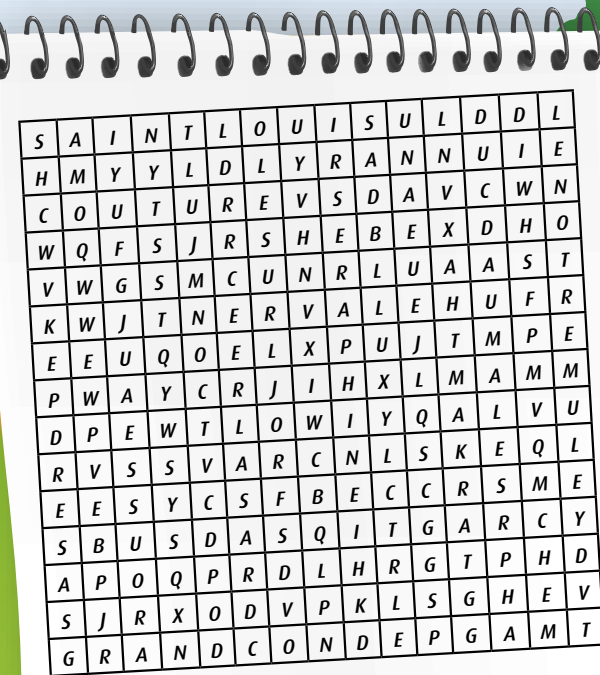 S A I N T L O U I S U L D D L
H M Y Y L D L Y R A N N U I E
C O U T U R E V S D A V C W N
W Q F S J R S H E B E X D H O
V W G S M C U N R L U A A S T
K W J T N E R V A L E H U F R
E E U Q O E L X P U J T M P E
P W A Y C R J I H X L M A M M
D P E W T L O W I Y Q A L V U
R V S S V A R C N L S K E Q L
E E S Y C S F B E C C R S M E
S B U S D A S Q I T G A R C Y
A P O Q P R D L H R G T P H D
S J R X O D V P K L S G H E V
G R A N D C O N D E P G A M T